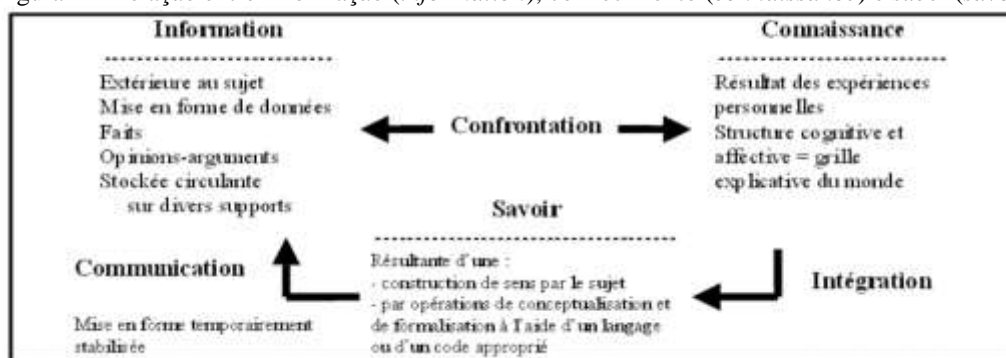 Information
Extérieure au sujet
Mise en forme de données
Faits
Opinions-arguments
Stockée circulante
sur divers supports
Confrontation
Connaissance
Résultat des expériences
personnelles
Structure cognitive et
affective = grille
explicative du monde
Savoir
Résultante d'une :
- construction de sens par le sujet
- par opérations de conceptualisation et
de formalisation à l'aide d'un langage
ou d'un code approprié
Communication
Mise en forme temporairement
stabilisée
Intégration